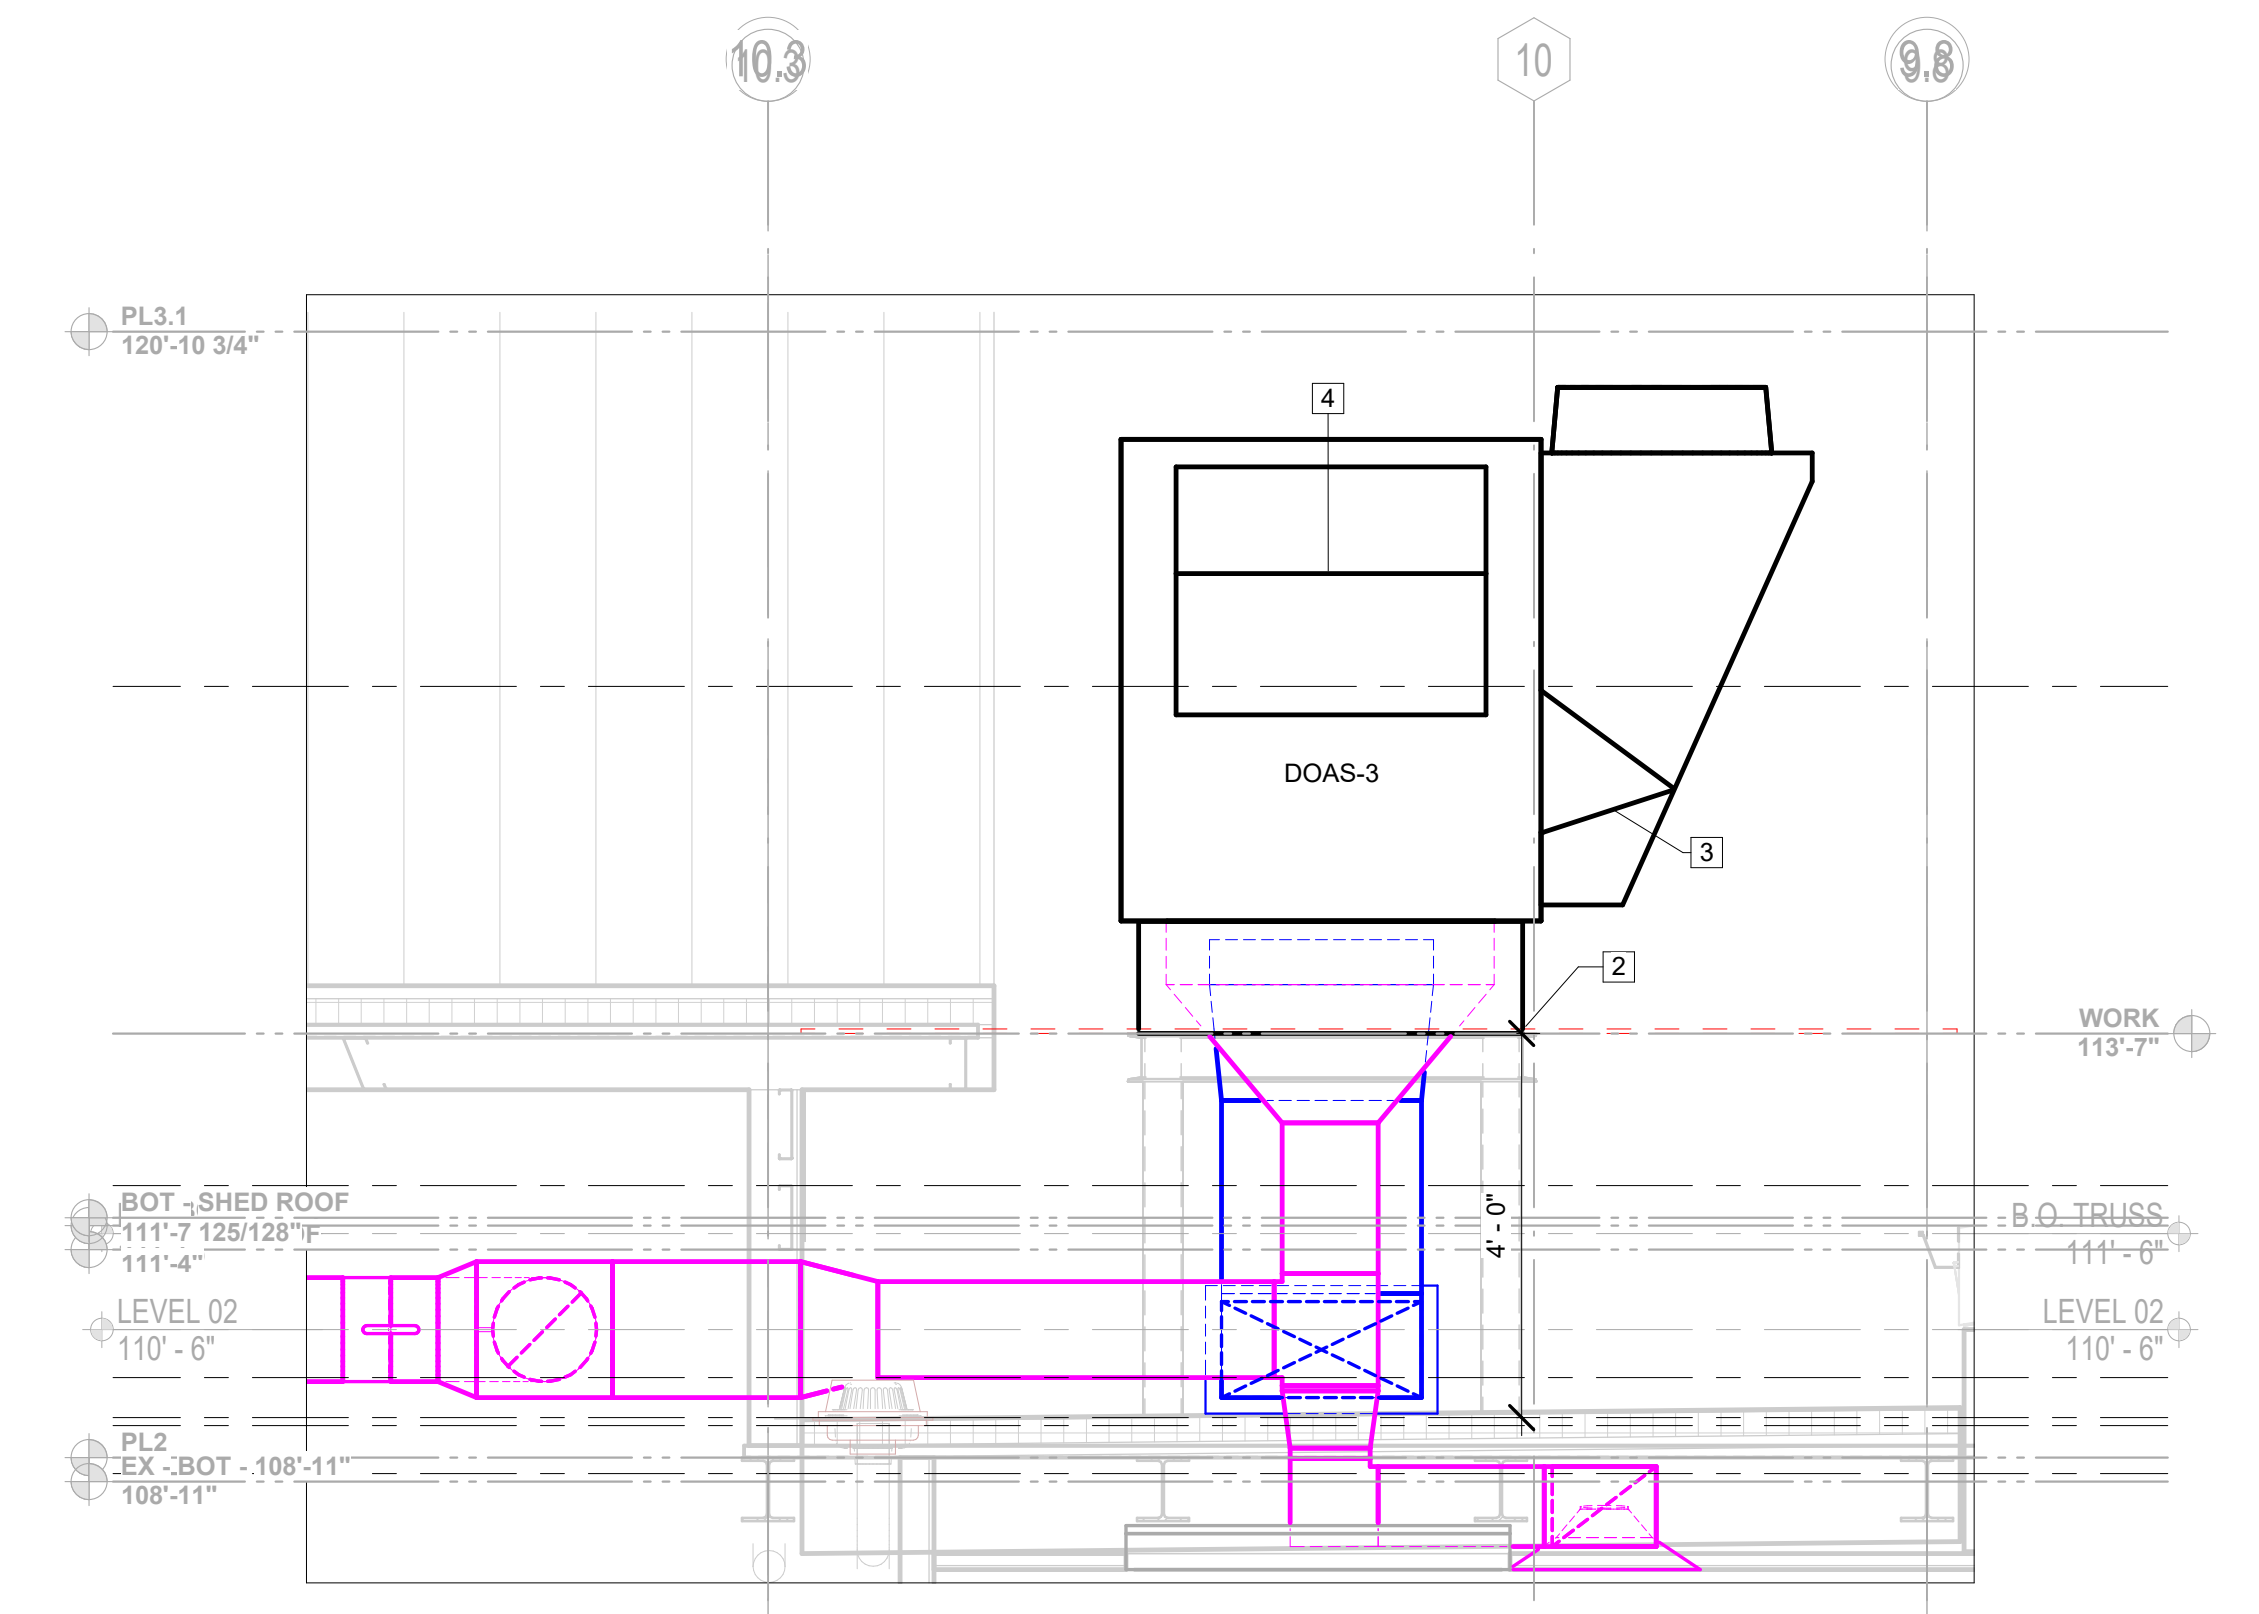 10.3
10
9.8
PL3.1
120'-10 3/4"
4
DOAS-3
3
2
WORK
113'-7"
BOT - SHED ROOF
111'-7 125/128"
111'-4"
4' - 0"
B.O. TRUSS
111' - 6"
LEVEL 02
110' - 6"
LEVEL 02
110' - 6"
PL2
EX - BOT - 108'-11"
108'-11"